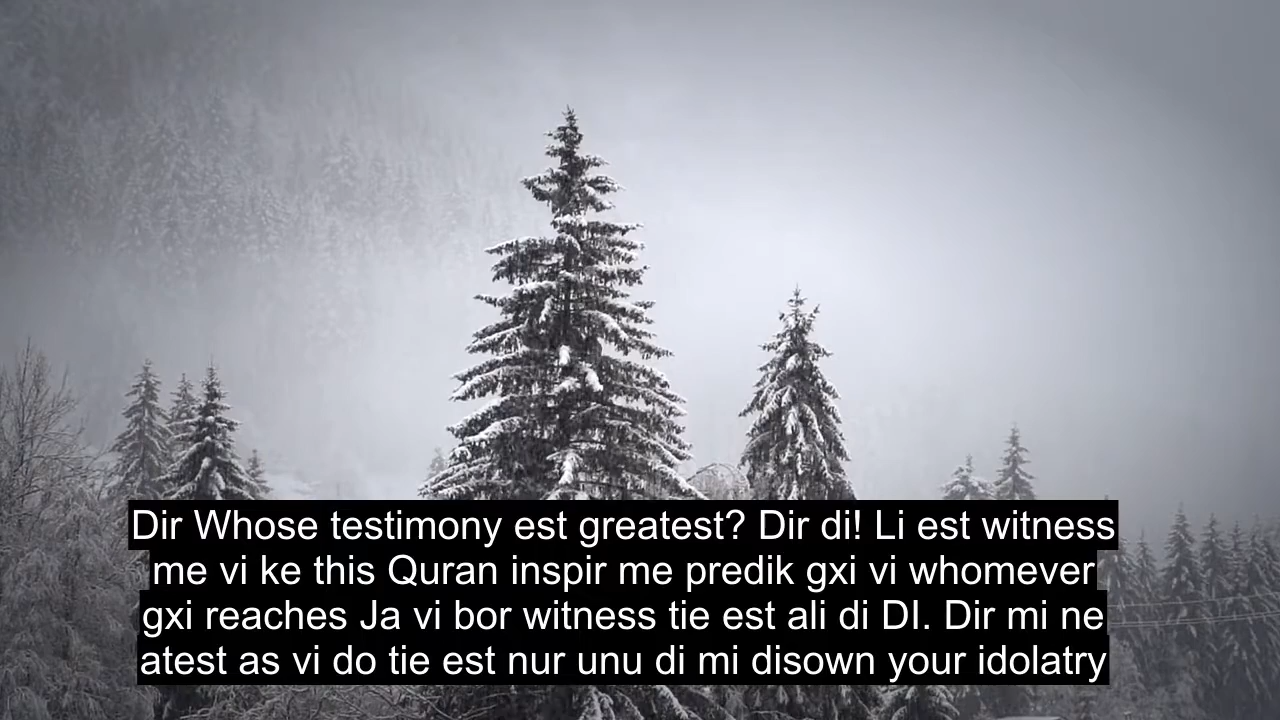 Dir Whose testimony est greatest? Dir di! Li est witness
me vi ke this Quran inspir me predik gxi vi whomever
gxi reaches Ja vi bor witness tie est ali di DI. Dir mi ne
atest as vi do tie est nur unu di mi disown your idolatry